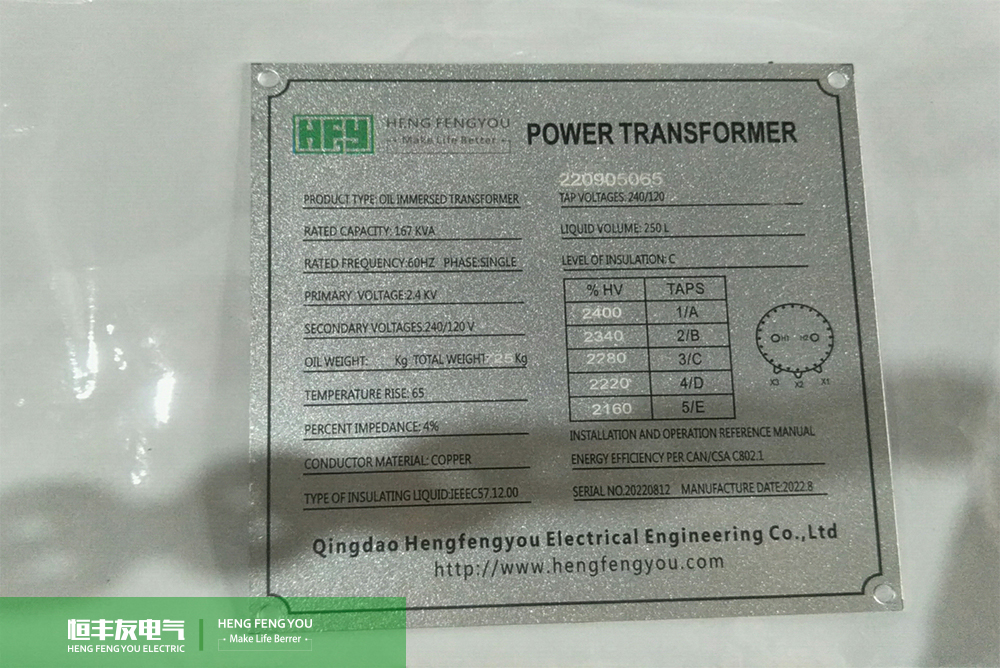 HFY
HENG FENGYOU
Make Life Berrer
POWER TRANSFORMER
PRODUCT TYPE: OIL IMMERSED TRANSFORMER
RATED CAPACITY: 167 KVA
RATED FREQUENCY:60HZ PHASE:SINGLE
PRIMARY VOLTAGE:2.4 KV
SECONDARY VOLTAGES:240/120 V
OIL WEIGHT: Kg TOTAL WEIGHT: Kg
TEMPERATURE RISE: 65
PERCENT IMPEDANCE: 4%
CONDUCTOR MATERIAL: COPPER
TYPE OF INSULATING LIQUID:IEEEC57.12.00
220905065
TAP VOLTAGES: 240/120
LIQUID VOLUME: 250 L
LEVEL OF INSULATION: C
% HV TAPS
2400 1/A
2340 2/B
2280 3/C
2220 4/D
2160 5/E
H1 H2
X3 X2 X1
INSTALLATION AND OPERATION REFERENCE MANUAL
ENERGY EFFICIENCY PER CAN/CSA C802.1
SERIAL NO.20220812 MANUFACTURE DATE:2022.8
Qingdao Hengfengyou Electrical Engineering Co.,Ltd
http://www.hengfengyou.com
恒丰友电气
HENG FENGYOU ELECTRIC
HENG FENG YOU
Make Life Berrer